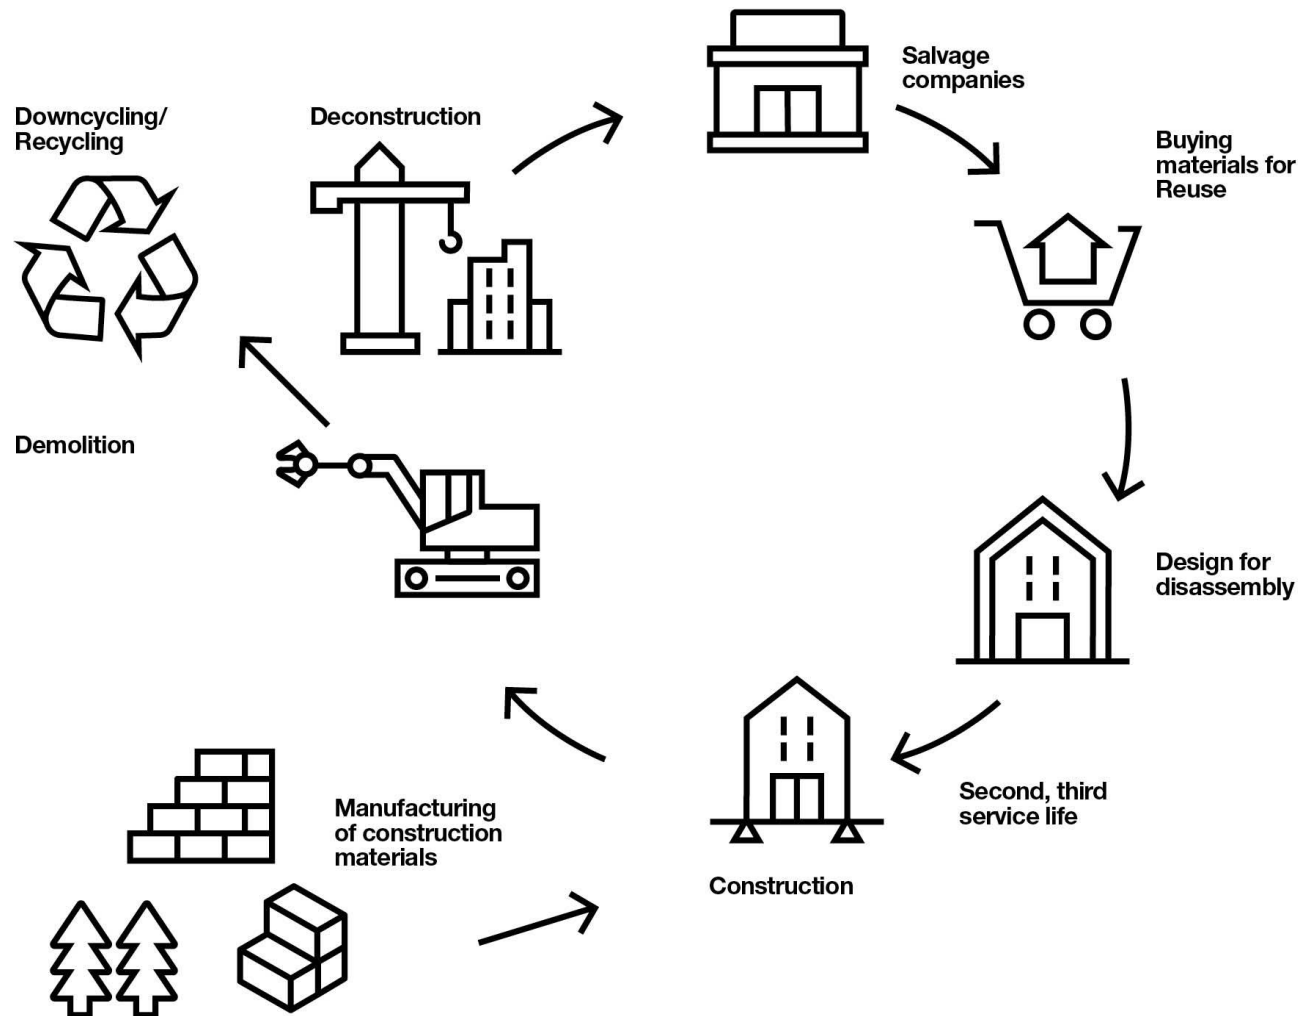 Salvage
companies
Downcycling/
Recycling
Deconstruction
Buying
materials for
Reuse
Demolition
Design for
disassembly
Second, third
service life
Manufacturing
of construction
materials
Construction